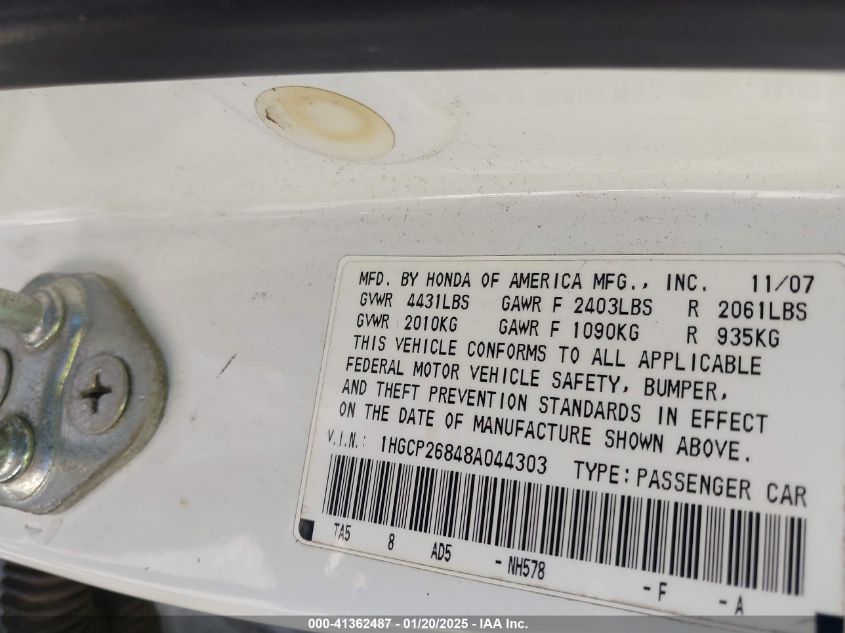 MFD. BY HONDA OF AMERICA MFG., INC. 11/07
GVWR 4431LBS GAWR F 2403LBS R 2061LBS
GVWR 2010KG GAWR F 1090KG R 935KG
THIS VEHICLE CONFORMS TO ALL APPLICABLE
FEDERAL MOTOR VEHICLE SAFETY, BUMPER,
AND THEFT PREVENTION STANDARDS IN EFFECT
ON THE DATE OF MANUFACTURE SHOWN ABOVE.
V.I.N.: 1HGCP26848A044303 TYPE:PASSENGER CAR
TA5 8 AD5 -NH578 -F -A
000-41362487 - 01/20/2025 - IAA Inc.